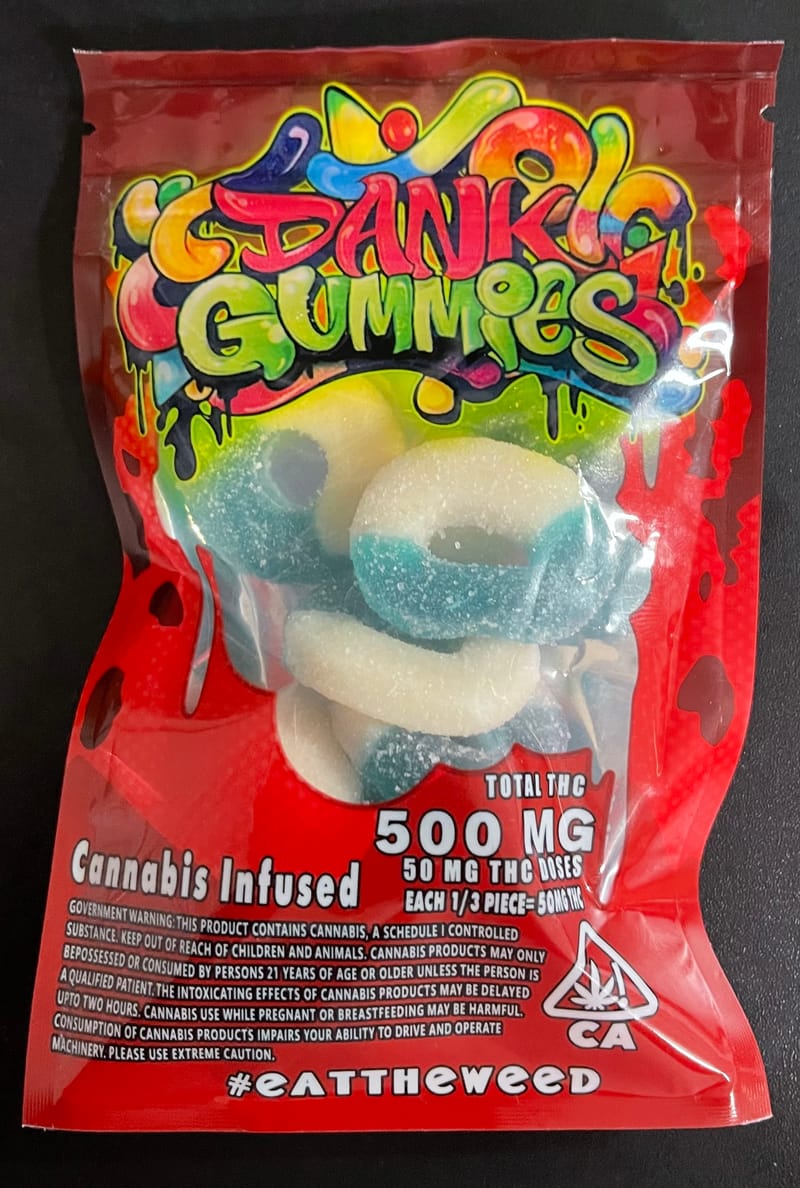 DANK
GUMMiES
TOTAL THC
500 MG
50 MG THC DOSES
EACH 1/3 PIECE=50MG THC
Cannabis Infused
GOVERNMENT WARNING: THIS PRODUCT CONTAINS CANNABIS, A SCHEDULE I CONTROLLED
SUBSTANCE. KEEP OUT OF REACH OF CHILDREN AND ANIMALS. CANNABIS PRODUCTS MAY ONLY
BEPOSSESSED OR CONSUMED BY PERSONS 21 YEARS OF AGE OR OLDER UNLESS THE PERSON IS
A QUALIFIED PATIENT. THE INTOXICATING EFFECTS OF CANNABIS PRODUCTS MAY BE DELAYED
UPTO TWO HOURS. CANNABIS USE WHILE PREGNANT OR BREASTFEEDING MAY BE HARMFUL.
CONSUMPTION OF CANNABIS PRODUCTS IMPAIRS YOUR ABILITY TO DRIVE AND OPERATE
MACHINERY. PLEASE USE EXTREME CAUTION.
!
CA
#EATTHEWEED